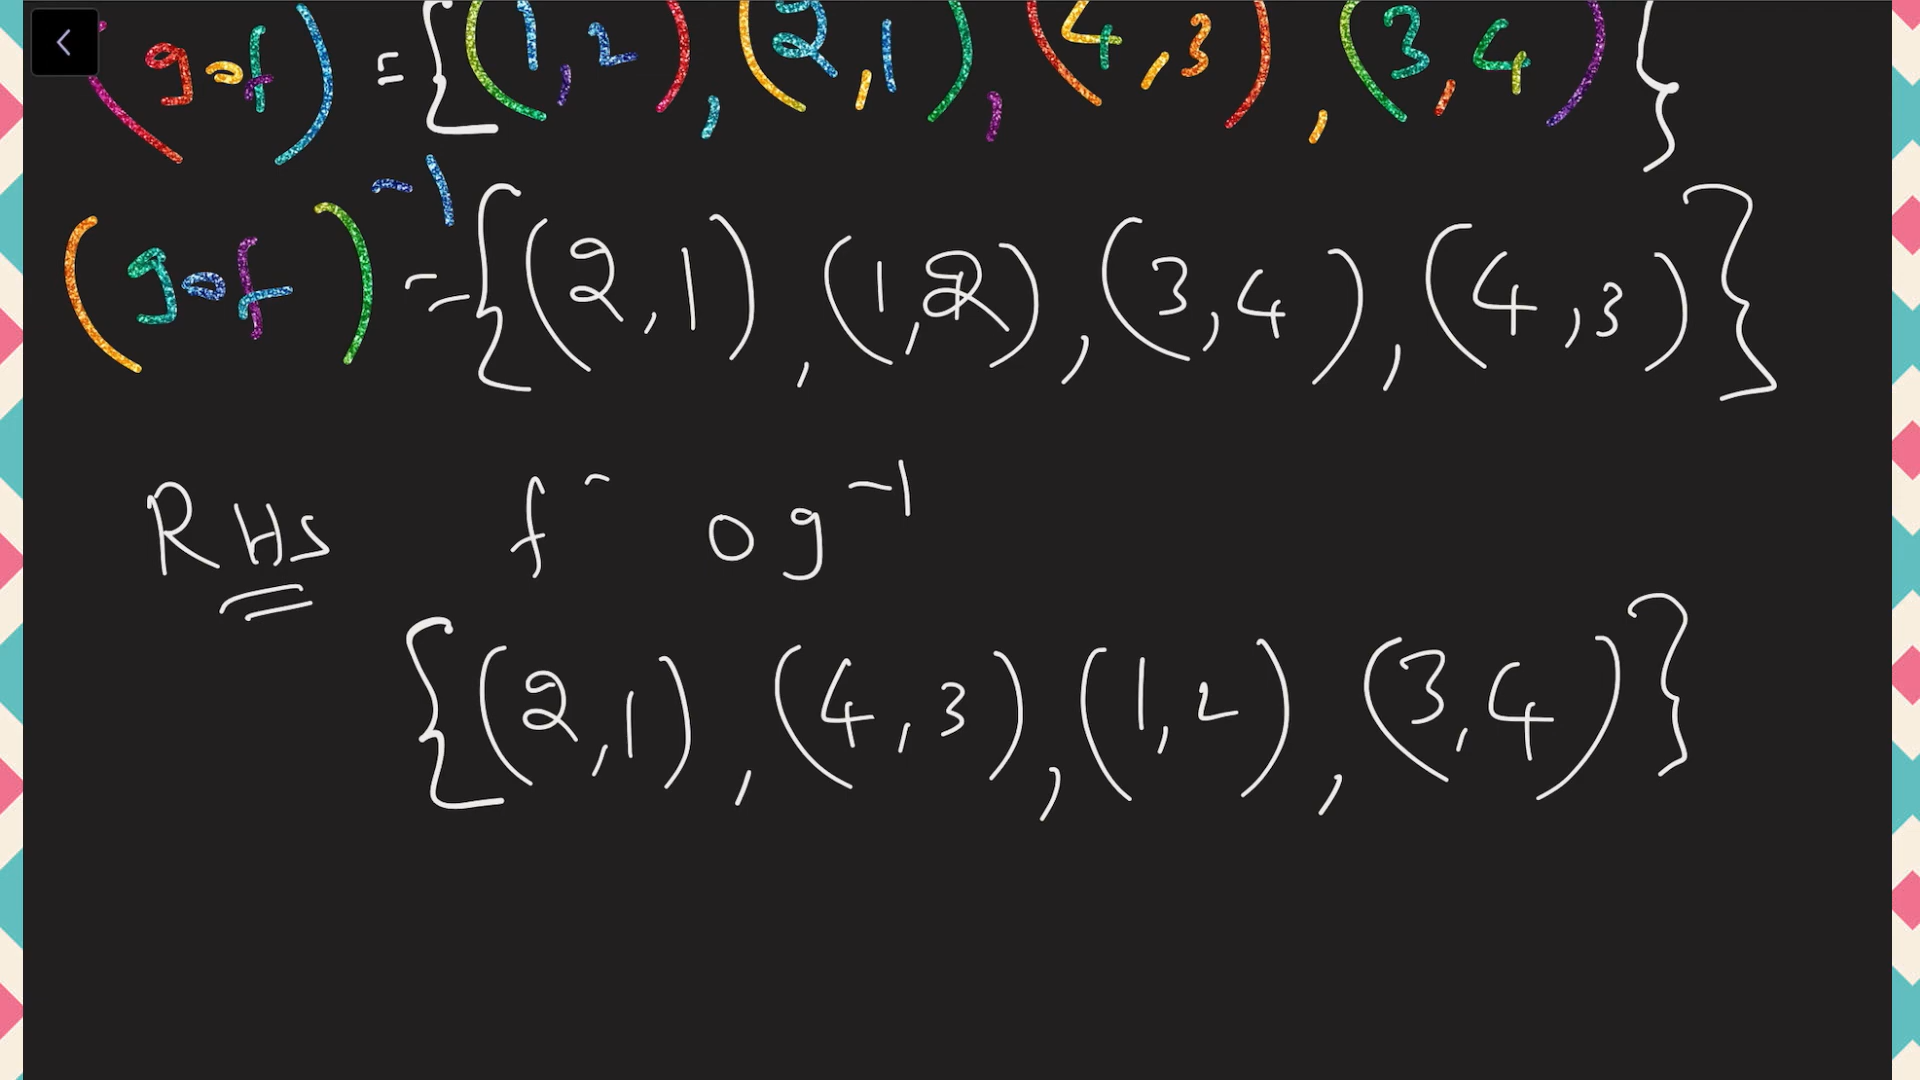 (gof) = {(1,2), (2,1), (4,3), (3,4)}
(gof)⁻¹ = {(2,1), (1,2), (3,4), (4,3)}
RHS f⁻ o g⁻¹
{(2,1), (4,3), (1,2), (3,4)}